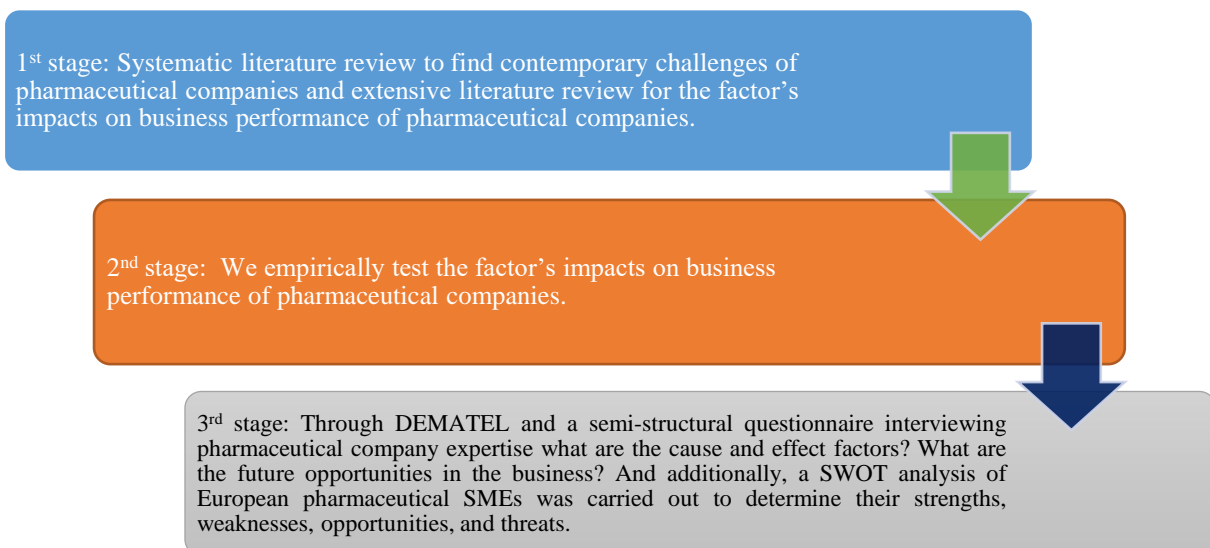 1st stage: Systematic literature review to find contemporary challenges of
pharmaceutical companies and extensive literature review for the factor's
impacts on business performance of pharmaceutical companies.
2nd stage:  We empirically test the factor's impacts on business
performance of pharmaceutical companies.
3rd stage: Through DEMATEL and a semi-structural questionnaire interviewing
pharmaceutical company expertise what are the cause and effect factors? What are
the future opportunities in the business? And additionally, a SWOT analysis of
European pharmaceutical SMEs was carried out to determine their strengths,
weaknesses, opportunities, and threats.